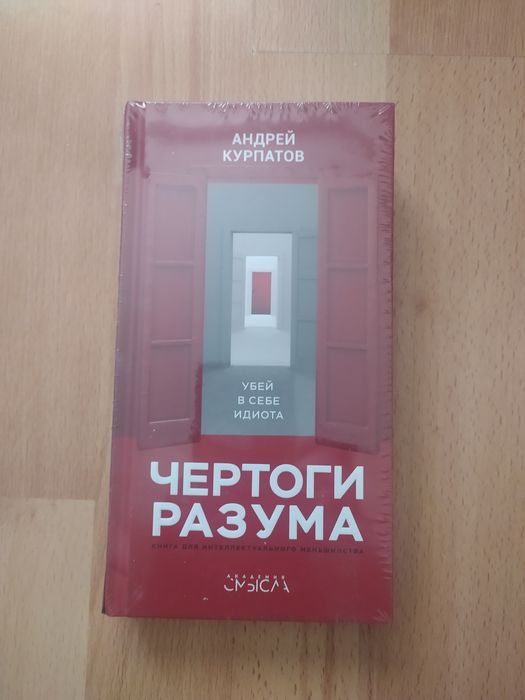 АНДРЕЙ
КУРПАТОВ
УБЕЙ
В СЕБЕ
ИДИОТА
ЧЕРТОГИ
РАЗУМА
КНИГА ДЛЯ ИНТЕЛЛЕКТУАЛЬНОГО МЕНЬШИНСТВА
АКАДЕМИЯ
СМЫСЛА